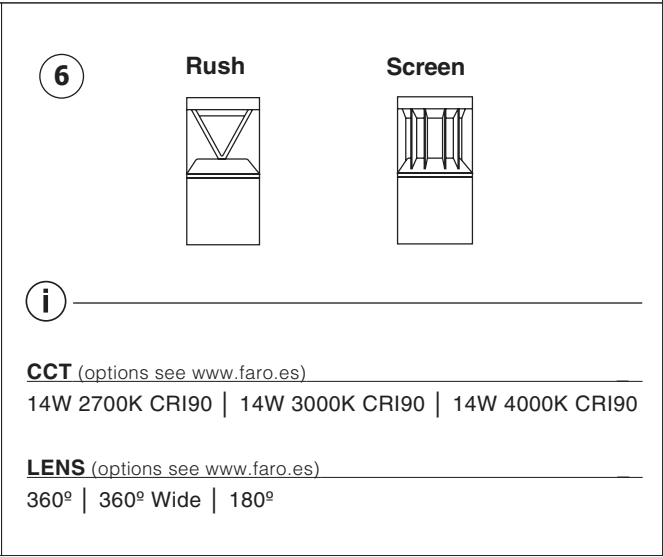 6
Rush Screen
i
CCT (options see www.faro.es) _
14W 2700K CRI90 | 14W 3000K CRI90 | 14W 4000K CRI90
LENS (options see www.faro.es) _
360º | 360º Wide | 180º